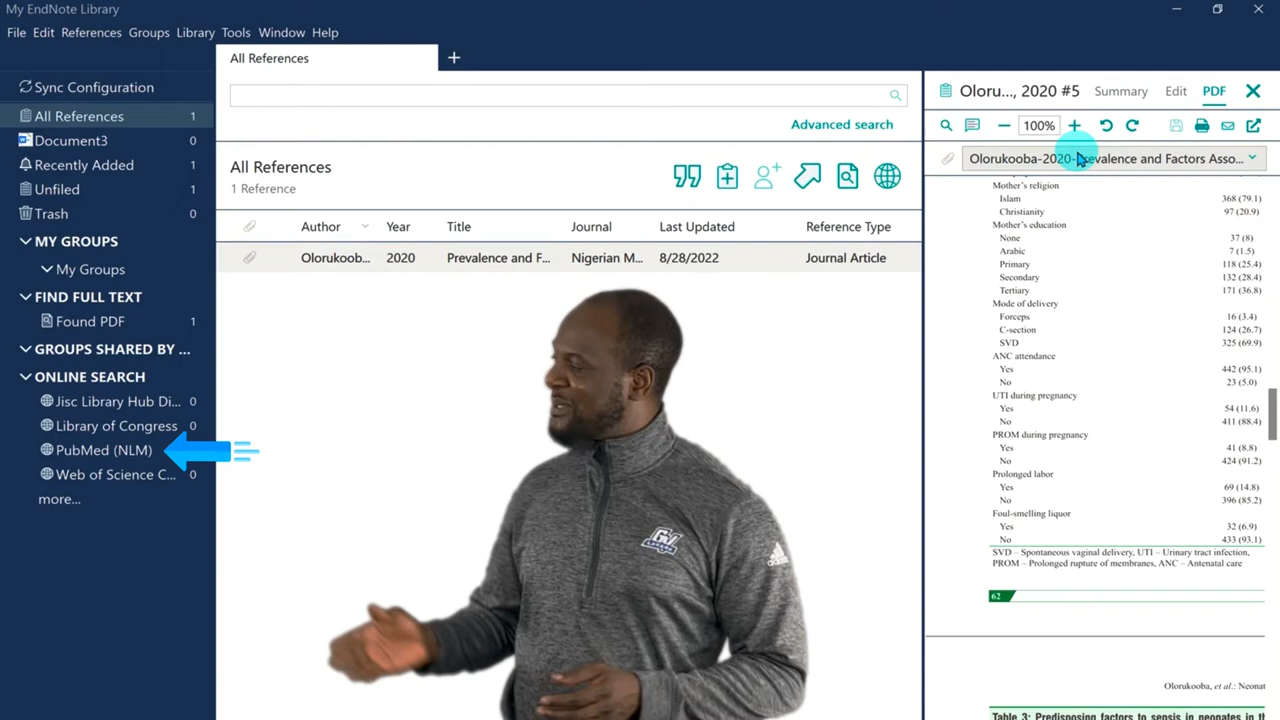 My EndNote Library
File Edit References Groups Library Tools Window Help
Sync Configuration
All References 1
Document3 0
Recently Added 1
Unfiled 1
Trash 0
MY GROUPS
My Groups
FIND FULL TEXT
Found PDF 1
GROUPS SHARED BY ...
ONLINE SEARCH
Jisc Library Hub Di... 0
Library of Congress 0
PubMed (NLM)
Web of Science C... 0
more...
All References
Advanced search
All References
1 Reference
Author Year Title Journal Last Updated Reference Type
Olorukoob... 2020 Prevalence and F... Nigerian M... 8/28/2022 Journal Article
GV
LAKERS
adidas
Oloru..., 2020 #5 Summary Edit PDF
100%
Olorukooba-2020-Prevalence and Factors Asso...
Mother's religion
Islam 368 (79.1)
Christianity 97 (20.9)
Mother's education
None 37 (8)
Arabic 7 (1.5)
Primary 118 (25.4)
Secondary 132 (28.4)
Tertiary 171 (36.8)
Mode of delivery
Forceps 16 (3.4)
C-section 124 (26.7)
SVD 325 (69.9)
ANC attendance
Yes 442 (95.1)
No 23 (5.0)
UTI during pregnancy
Yes 54 (11.6)
No 411 (88.4)
PROM during pregnancy
Yes 41 (8.8)
No 424 (91.2)
Prolonged labor
Yes 69 (14.8)
No 396 (85.2)
Foul-smelling liquor
Yes 32 (6.9)
No 433 (93.1)
SVD – Spontaneous vaginal delivery, UTI – Urinary tract infection,
PROM – Prolonged rupture of membranes, ANC – Antenatal care
62
Olorukooba, et al.: Neonat
Table 3: Predisposing factors to sepsis in neonates in th